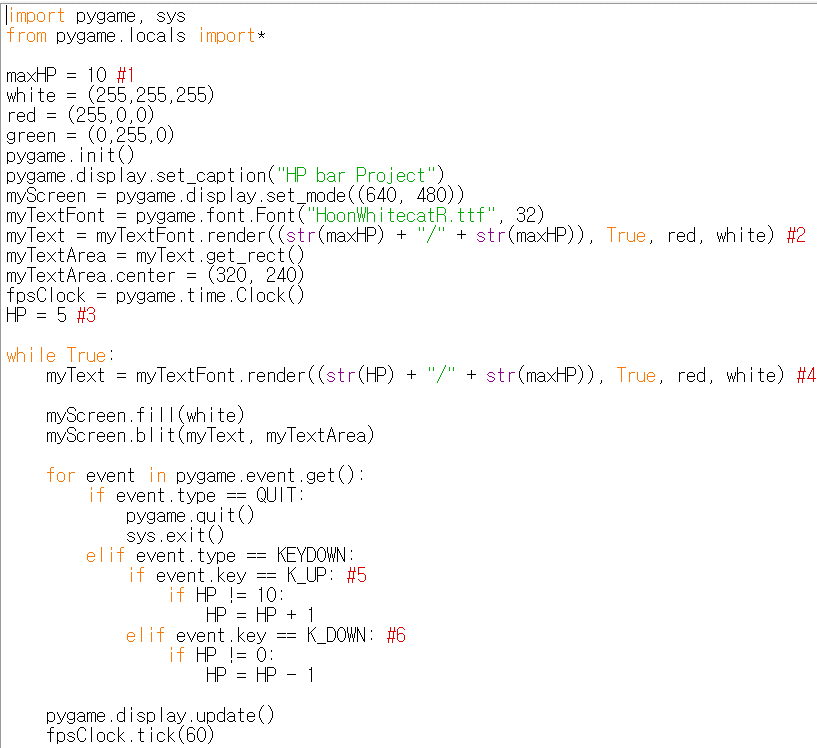 import pygame, sys
from pygame.locals import*

maxHP = 10 #1
white = (255,255,255)
red = (255,0,0)
green = (0,255,0)
pygame.init()
pygame.display.set_caption("HP bar Project")
myScreen = pygame.display.set_mode((640, 480))
myTextFont = pygame.font.Font("HoonWhitecatR.ttf", 32)
myText = myTextFont.render((str(maxHP) + "/" + str(maxHP)), True, red, white) #2
myTextArea = myText.get_rect()
myTextArea.center = (320, 240)
fpsClock = pygame.time.Clock()
HP = 5 #3

while True:
    myText = myTextFont.render((str(HP) + "/" + str(maxHP)), True, red, white) #4

    myScreen.fill(white)
    myScreen.blit(myText, myTextArea)

    for event in pygame.event.get():
        if event.type == QUIT:
            pygame.quit()
            sys.exit()
        elif event.type == KEYDOWN:
            if event.key == K_UP: #5
                if HP != 10:
                    HP = HP + 1
            elif event.key == K_DOWN: #6
                if HP != 0:
                    HP = HP - 1

    pygame.display.update()
    fpsClock.tick(60)